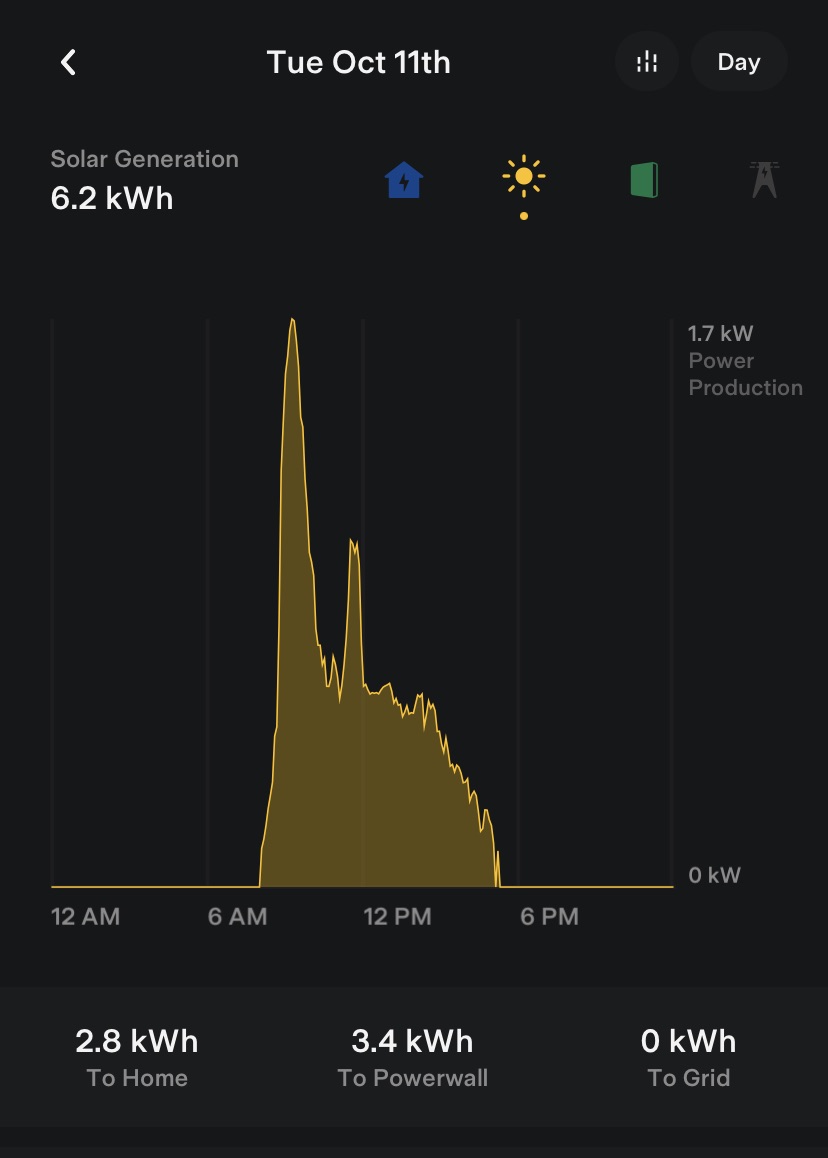 Tue Oct 11th
Day
Solar Generation
6.2 kWh
1.7 kW
Power
Production
0 kW
12 AM 6 AM 12 PM 6 PM
2.8 kWh 3.4 kWh 0 kWh
To Home To Powerwall To Grid